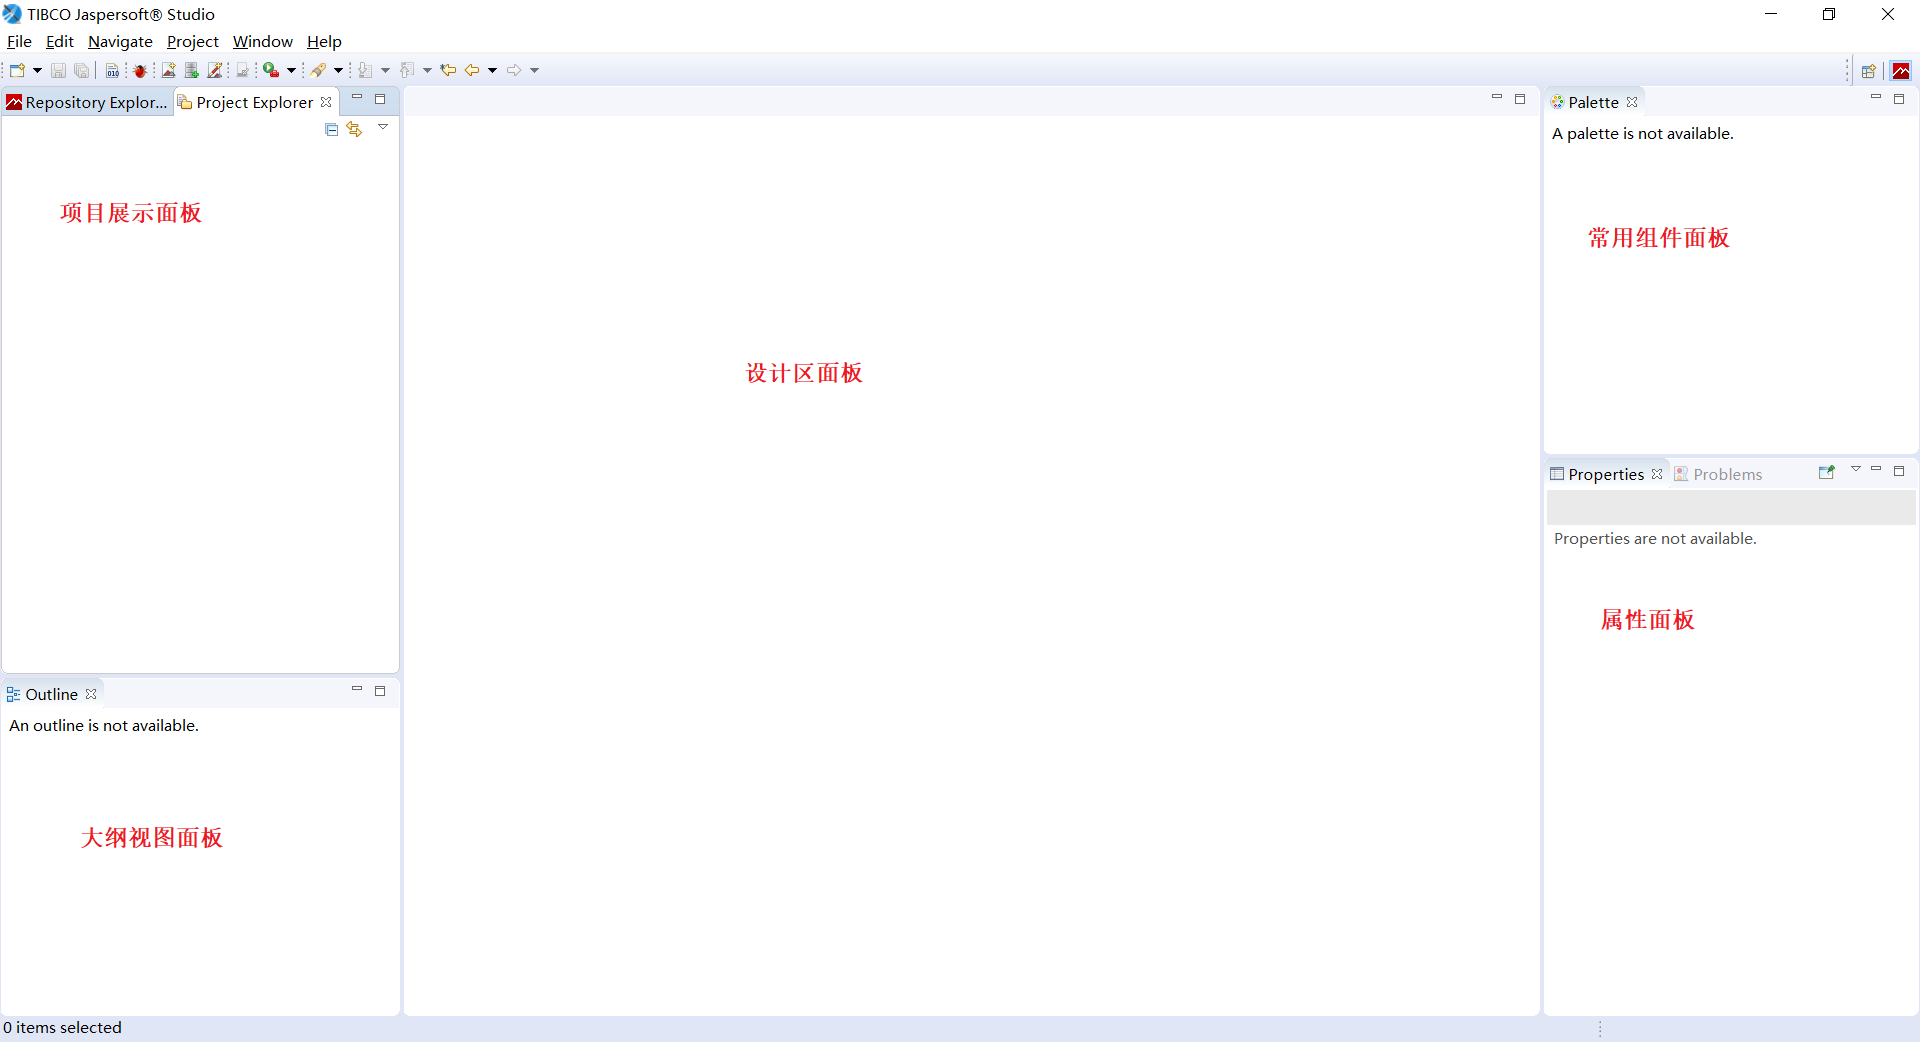 TIBCO Jaspersoft® Studio
File Edit Navigate Project Window Help
Repository Explor... Project Explorer
项目展示面板
Outline
An outline is not available.
大纲视图面板
设计区面板
Palette
A palette is not available.
常用组件面板
Properties Problems
Properties are not available.
属性面板
0 items selected